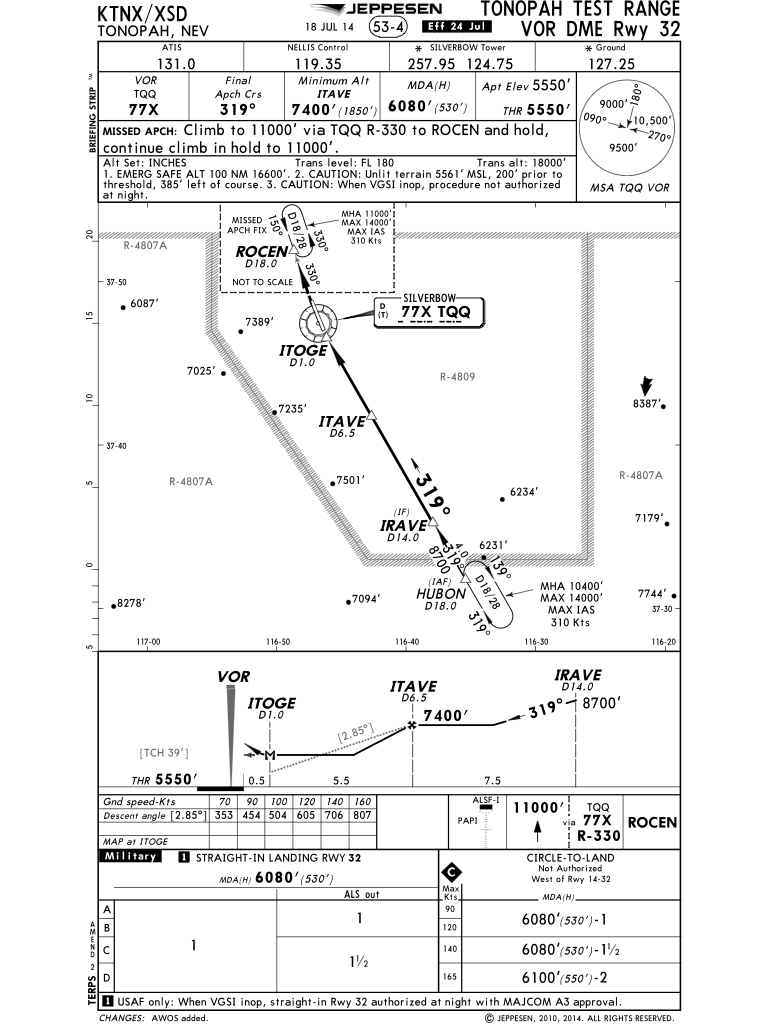 KTNX/XSD
TONOPAH, NEV
JEPPESEN
18 JUL 14 53-4 Eff 24 Jul
TONOPAH TEST RANGE
VOR DME Rwy 32
BRIEFING STRIP ™
ATIS
131.0
NELLIS Control
119.35
* SILVERBOW Tower
257.95 124.75
* Ground
127.25
VOR
TQQ
77X
Final
Apch Crs
319°
Minimum Alt
ITAVE
7400' (1850')
MDA(H)
6080' (530')
Apt Elev 5550'
THR 5550'
MISSED APCH: Climb to 11000' via TQQ R-330 to ROCEN and hold,
continue climb in hold to 11000'.
Alt Set: INCHES Trans level: FL 180 Trans alt: 18000'
1. EMERG SAFE ALT 100 NM 16600'. 2. CAUTION: Unlit terrain 5561' MSL, 200' prior to
threshold, 385' left of course. 3. CAUTION: When VGSI inop, procedure not authorized
at night.
9000'
180°
090°
10,500'
270°
9500'
MSA TQQ VOR
MISSED
APCH FIX
150°
D18/28
330°
MHA 11000'
MAX 14000'
MAX IAS
310 Kts
ROCEN
D18.0
330°
NOT TO SCALE
R-4807A
20
37-50
6087'
15
7389'
SILVERBOW
D
(T)
77X TQQ
ITOGE
D1.0
7025'
R-4809
8387'
10
7235'
ITAVE
D6.5
37-40
R-4807A
R-4807A
5
7501'
319°
6234'
(IF)
IRAVE
D14.0
7179'
6231'
4.0
319°
8700
139°
0
(IAF)
HUBON
D18.0
D18/28
319°
MHA 10400'
MAX 14000'
MAX IAS
310 Kts
8278'
7094'
7744'
37-30
5
117-00
116-50
116-40
116-30
116-20
VOR
ITOGE
D1.0
ITAVE
D6.5
IRAVE
D14.0
7400'
319°
8700'
[2.85°]
[TCH 39']
M
THR 5550'
0.5
5.5
7.5
Gnd speed-Kts 70 90 100 120 140 160
Descent angle [2.85°] 353 454 504 605 706 807
MAP at ITOGE
ALSF-I
PAPI
11000'
via
TQQ
77X
R-330
ROCEN
Military 1 STRAIGHT-IN LANDING RWY 32
MDA(H) 6080' (530')
ALS out
C
CIRCLE-TO-LAND
Not Authorized
West of Rwy 14-32
Max
Kts
MDA(H)
A
B
C
D
1
1
1½
90
120
6080' (530') -1
140
6080' (530') -1½
165
6100' (550') -2
TERPS AMEND 2
1 USAF only: When VGSI inop, straight-in Rwy 32 authorized at night with MAJCOM A3 approval.
CHANGES: AWOS added.
© JEPPESEN, 2010, 2014. ALL RIGHTS RESERVED.